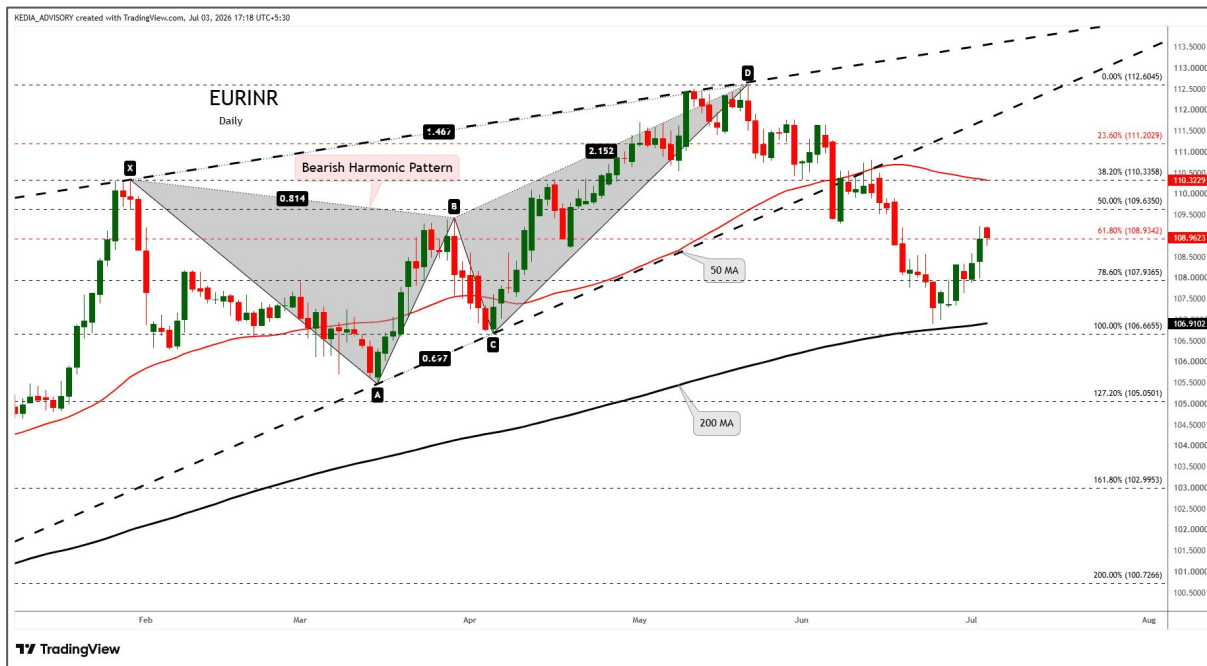 KEDIA_ADVISORY created with TradingView.com, Jul 03, 2026 17:18 UTC+5:30
EURINR
Daily
Bearish Harmonic Pattern
X
A
B
C
D
1.467
0.814
2.152
50 MA
200 MA
0.00% (112.6045)
23.60% (111.2029)
38.20% (110.3358)
50.00% (109.6350)
61.80% (108.9342)
78.60% (107.9365)
100.00% (106.6655)
127.20% (105.0501)
161.80% (102.9953)
200.00% (100.7266)
113.5000
113.0000
112.5000
112.0000
111.5000
111.0000
110.5000
110.3229
110.0000
109.5000
108.9623
108.5000
108.0000
107.5000
106.9102
106.5000
106.0000
105.5000
105.0000
104.5000
104.0000
103.5000
103.0000
102.5000
102.0000
101.5000
101.0000
100.5000
Feb
Mar
Apr
May
Jun
Jul
Aug
TradingView